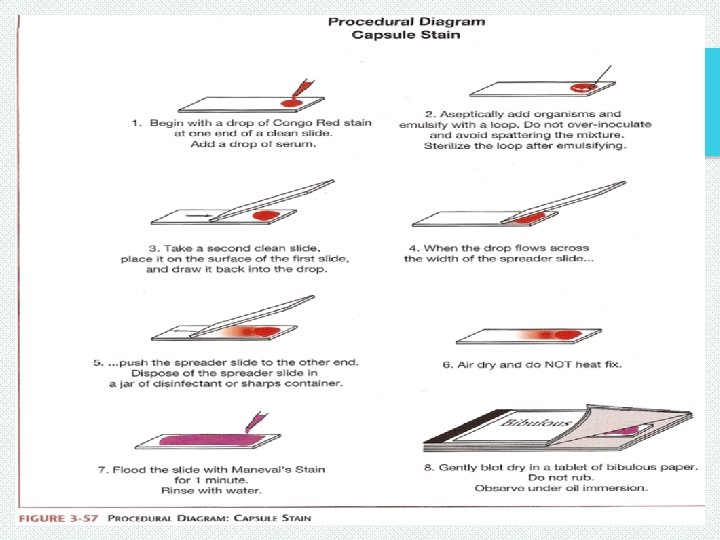 Procedural Diagram
Capsule Stain
1. Begin with a drop of Congo Red stain
at one end of a clean slide.
Add a drop of serum.
2. Aseptically add organisms and
emulsify with a loop. Do not over-inoculate
and avoid spattering the mixture.
Sterilize the loop after emulsifying.
3. Take a second clean slide,
place it on the surface of the first slide,
and draw it back into the drop.
4. When the drop flows across
the width of the spreader slide...
5. ...push the spreader slide to the other end.
Dispose of the spreader slide in
a jar of disinfectant or sharps container.
6. Air dry and do NOT heat fix.
7. Flood the slide with Maneval's Stain
for 1 minute.
Rinse with water.
Bibulous
8. Gently blot dry in a tablet of bibulous paper.
Do not rub.
Observe under oil immersion.
FIGURE 3-57 PROCEDURAL DIAGRAM: CAPSULE STAIN